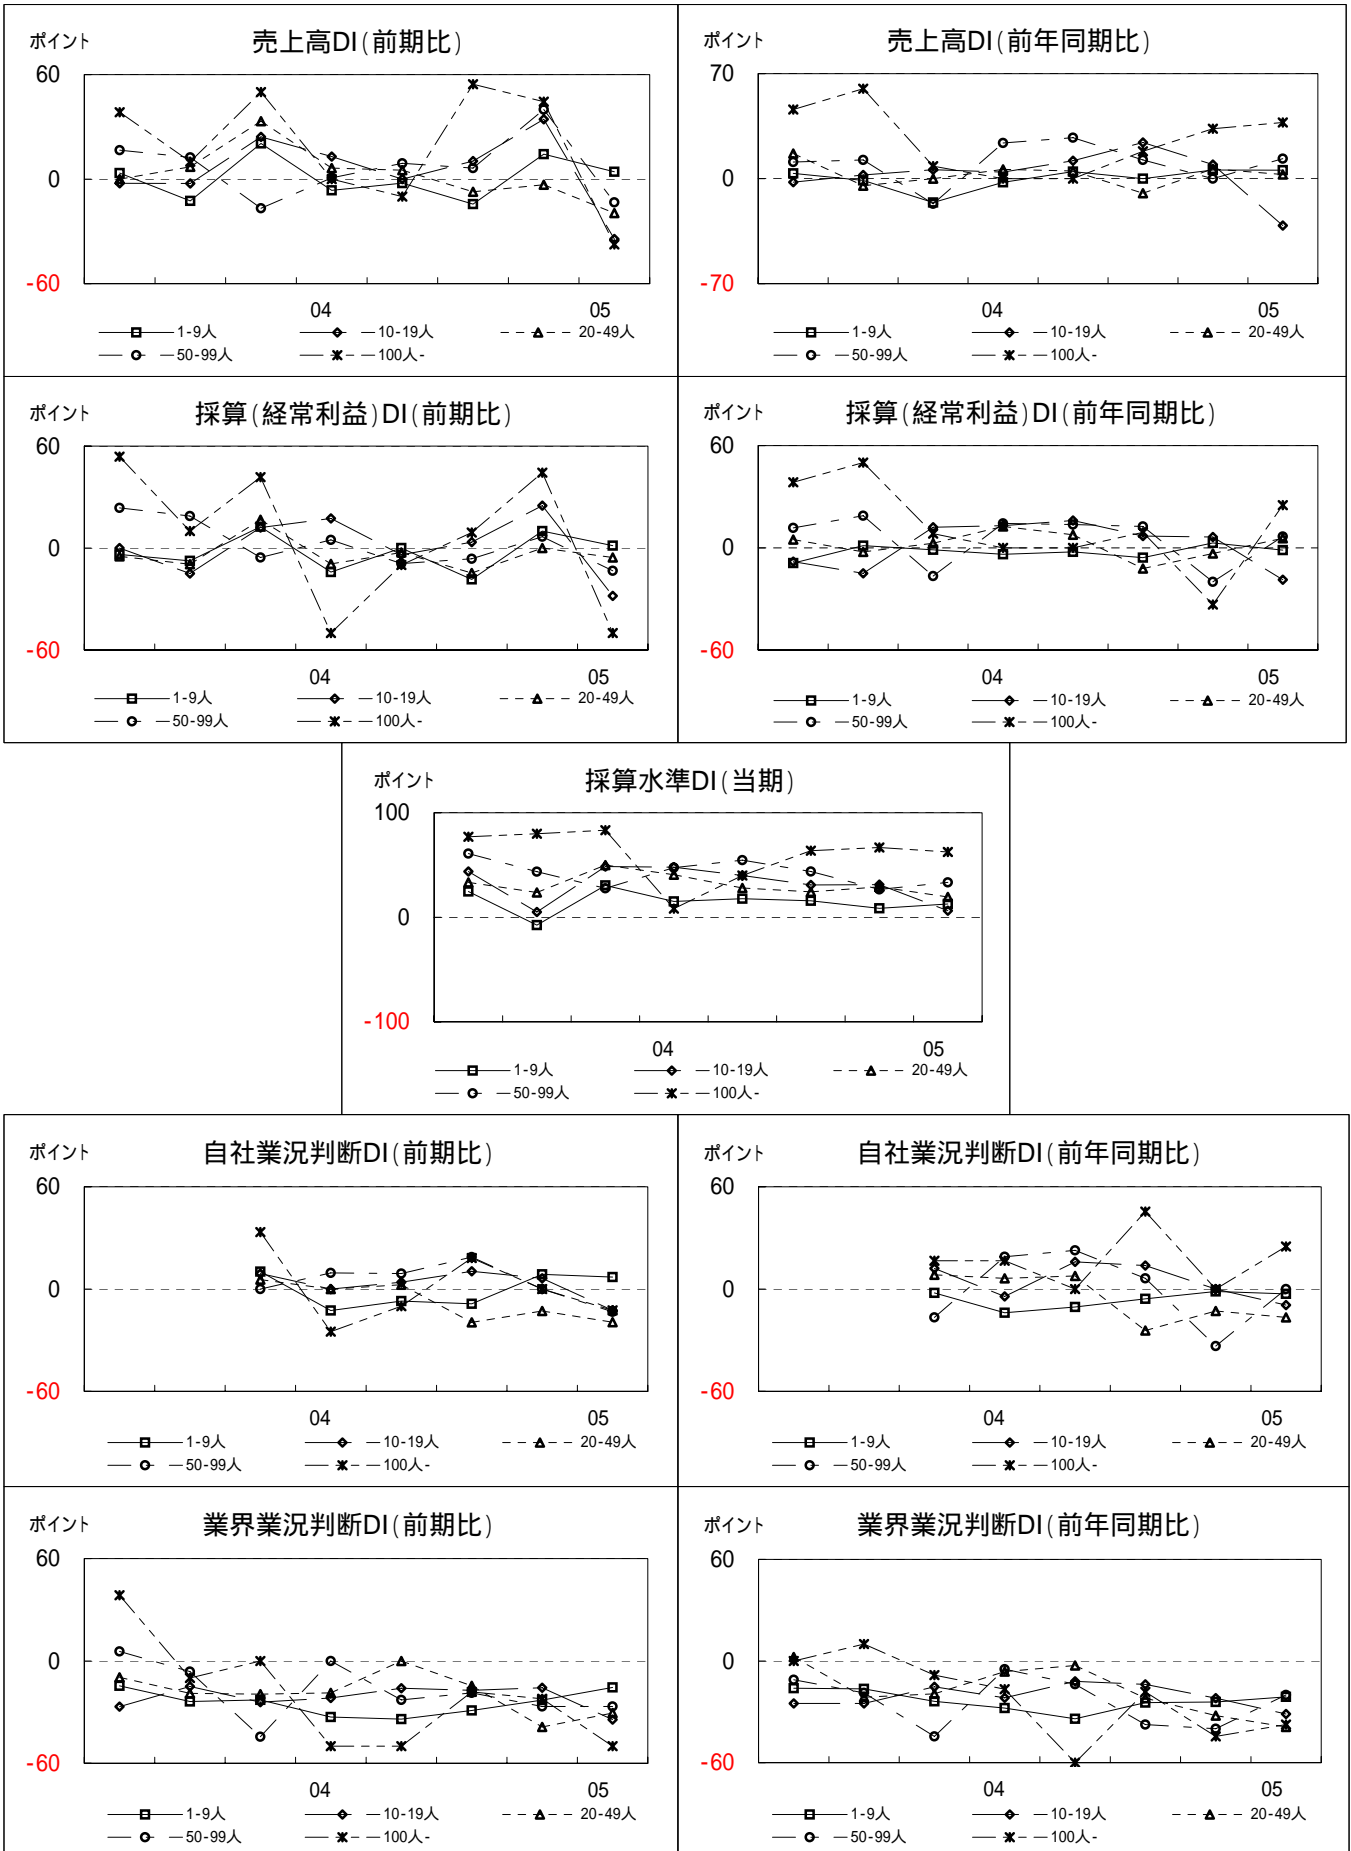 ポイント 売上高DI(前期比)
60
0
-60
04 05
1-9人 10-19人 20-49人
50-99人 100人-
ポイント 売上高DI(前年同期比)
70
0
-70
04 05
1-9人 10-19人 20-49人
50-99人 100人-
ポイント 採算(経常利益)DI(前期比)
60
0
-60
04 05
1-9人 10-19人 20-49人
50-99人 100人-
ポイント 採算(経常利益)DI(前年同期比)
60
0
-60
04 05
1-9人 10-19人 20-49人
50-99人 100人-
ポイント 採算水準DI(当期)
100
0
-100
04 05
1-9人 10-19人 20-49人
50-99人 100人-
ポイント 自社業況判断DI(前期比)
60
0
-60
04 05
1-9人 10-19人 20-49人
50-99人 100人-
ポイント 自社業況判断DI(前年同期比)
60
0
-60
04 05
1-9人 10-19人 20-49人
50-99人 100人-
ポイント 業界業況判断DI(前期比)
60
0
-60
04 05
1-9人 10-19人 20-49人
50-99人 100人-
ポイント 業界業況判断DI(前年同期比)
60
0
-60
04 05
1-9人 10-19人 20-49人
50-99人 100人-